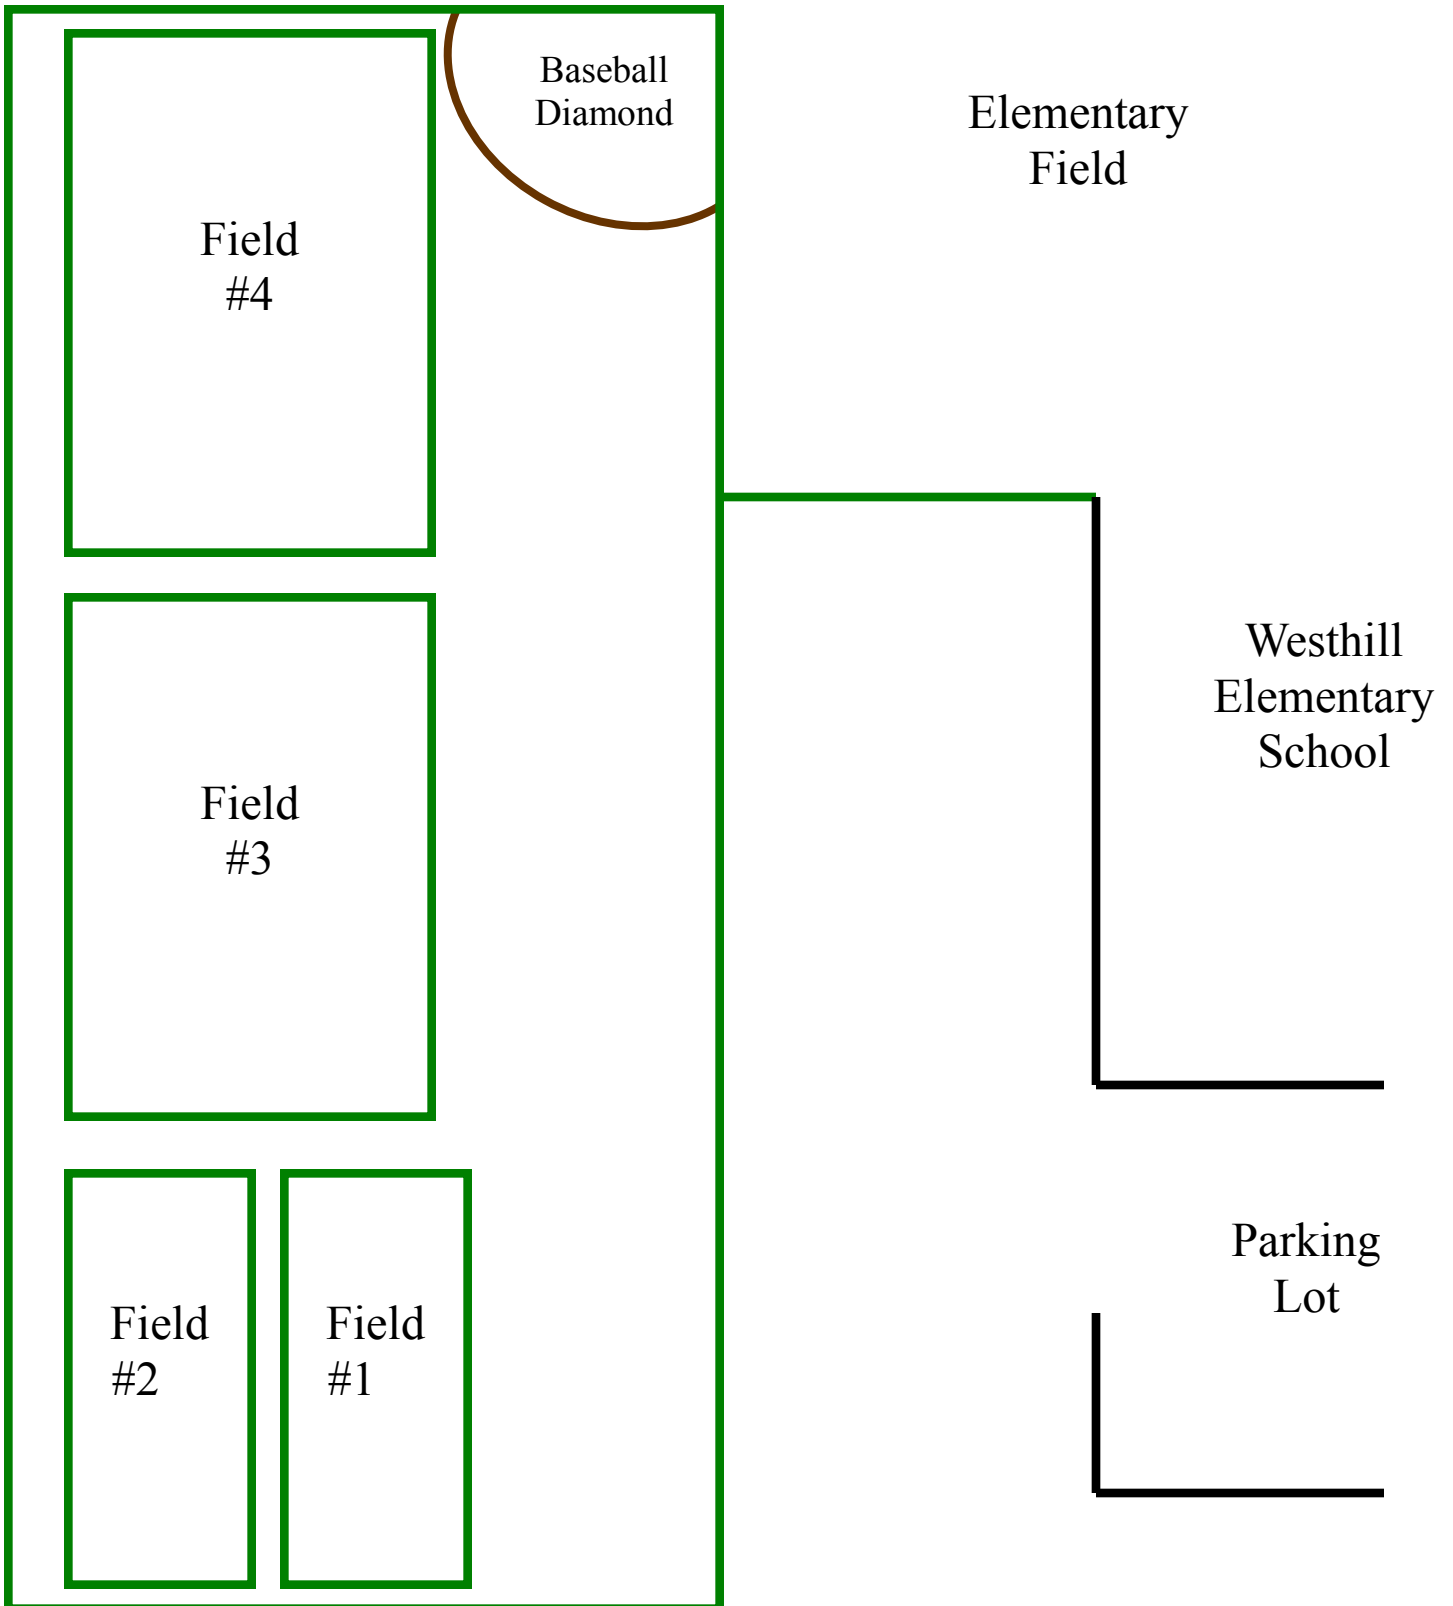 Baseball
Diamond
Elementary
Field
Field
#4
Westhill
Elementary
School
Field
#3
Parking
Lot
Field
#2
Field
#1